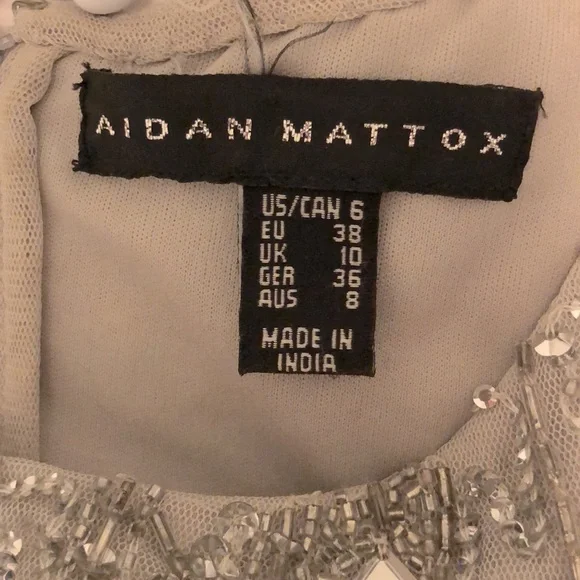 AIDAN MATTOX
US/CAN 6
EU 38
UK 10
GER 36
AUS 8
MADE IN
INDIA